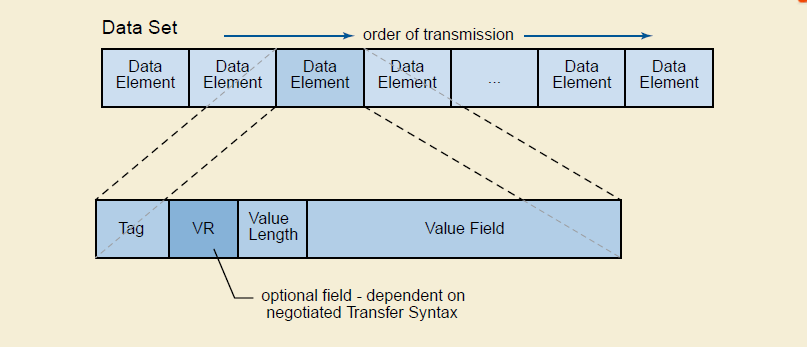 Data Set
order of transmission
Data Element
Data Element
Data Element
Data Element
...
Data Element
Data Element
Tag
VR
Value Length
Value Field
optional field - dependent on
negotiated Transfer Syntax